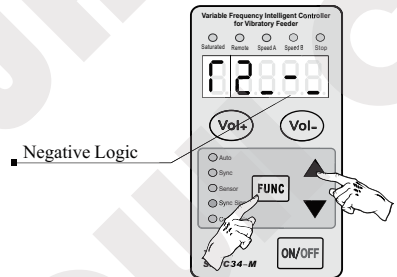 Variable Frequency Intelligent Controller
for Vibratory Feeder
Saturated Remote Speed A Speed B Stop
Vol+ Vol-
Negative Logic
Auto
Sync
Sensor
FUNC
Sync
C34-M
ON/OFF